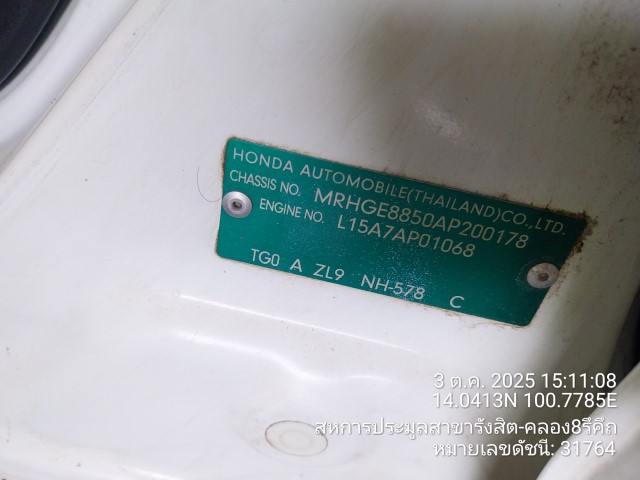 HONDA AUTOMOBILE(THAILAND)CO.,LTD.
CHASSIS NO. MRHGE8850AP200178
ENGINE NO. L15A7AP01068
TG0 A ZL9 NH-578 C
3 ต.ค. 2025 15:11:08
14.0413N 100.7785E
สหการประมูลสาขารังสิต-คลอง8รีคีถ
หมายเลขดัชนี: 31764